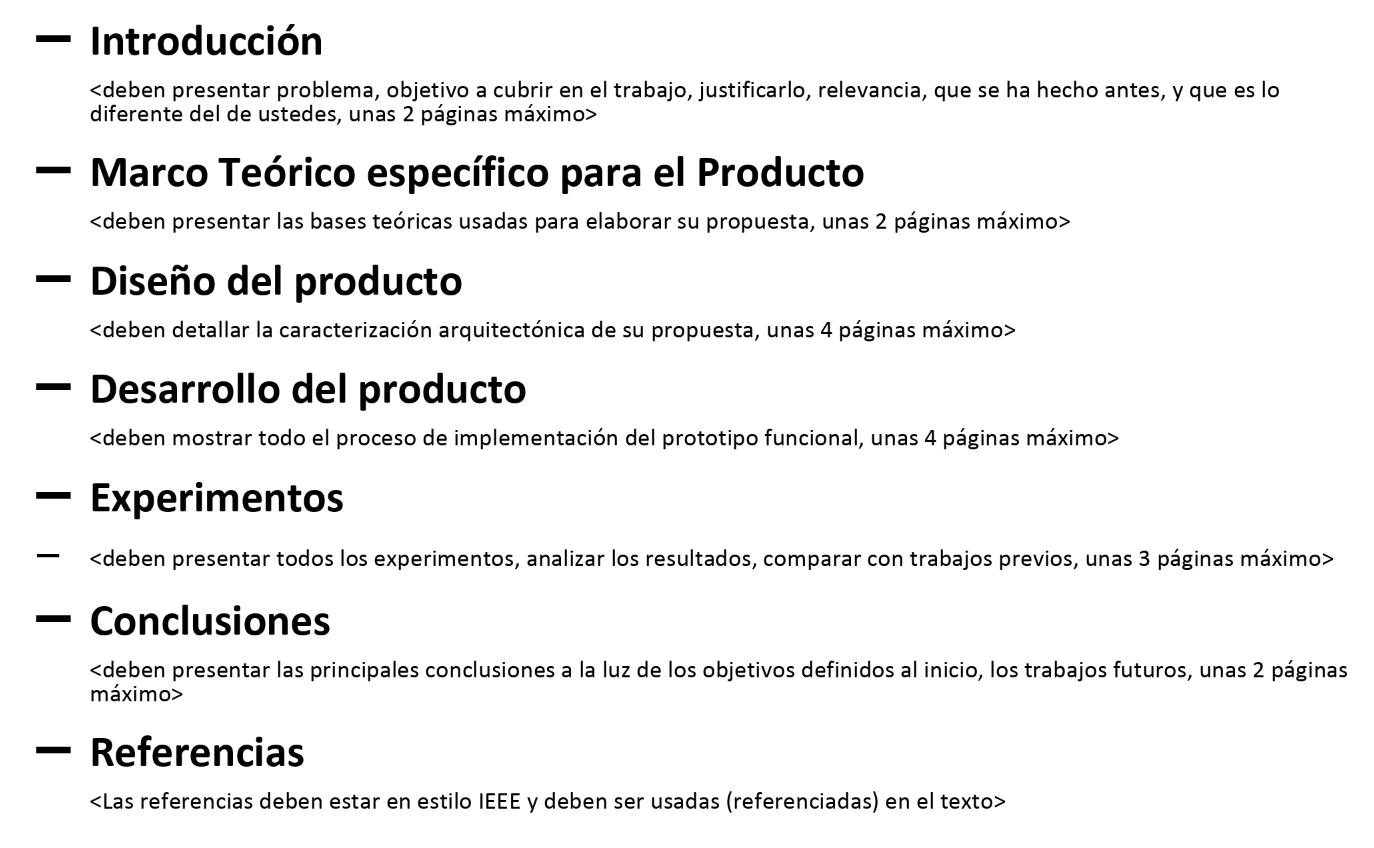 – Introducción
<deben presentar problema, objetivo a cubrir en el trabajo, justificarlo, relevancia, que se ha hecho antes, y que es lo
diferente del de ustedes, unas 2 páginas máximo>
– Marco Teórico específico para el Producto
<deben presentar las bases teóricas usadas para elaborar su propuesta, unas 2 páginas máximo>
– Diseño del producto
<deben detallar la caracterización arquitectónica de su propuesta, unas 4 páginas máximo>
– Desarrollo del producto
<deben mostrar todo el proceso de implementación del prototipo funcional, unas 4 páginas máximo>
– Experimentos
– <deben presentar todos los experimentos, analizar los resultados, comparar con trabajos previos, unas 3 páginas máximo>
– Conclusiones
<deben presentar las principales conclusiones a la luz de los objetivos definidos al inicio, los trabajos futuros, unas 2 páginas
máximo>
– Referencias
<Las referencias deben estar en estilo IEEE y deben ser usadas (referenciadas) en el texto>